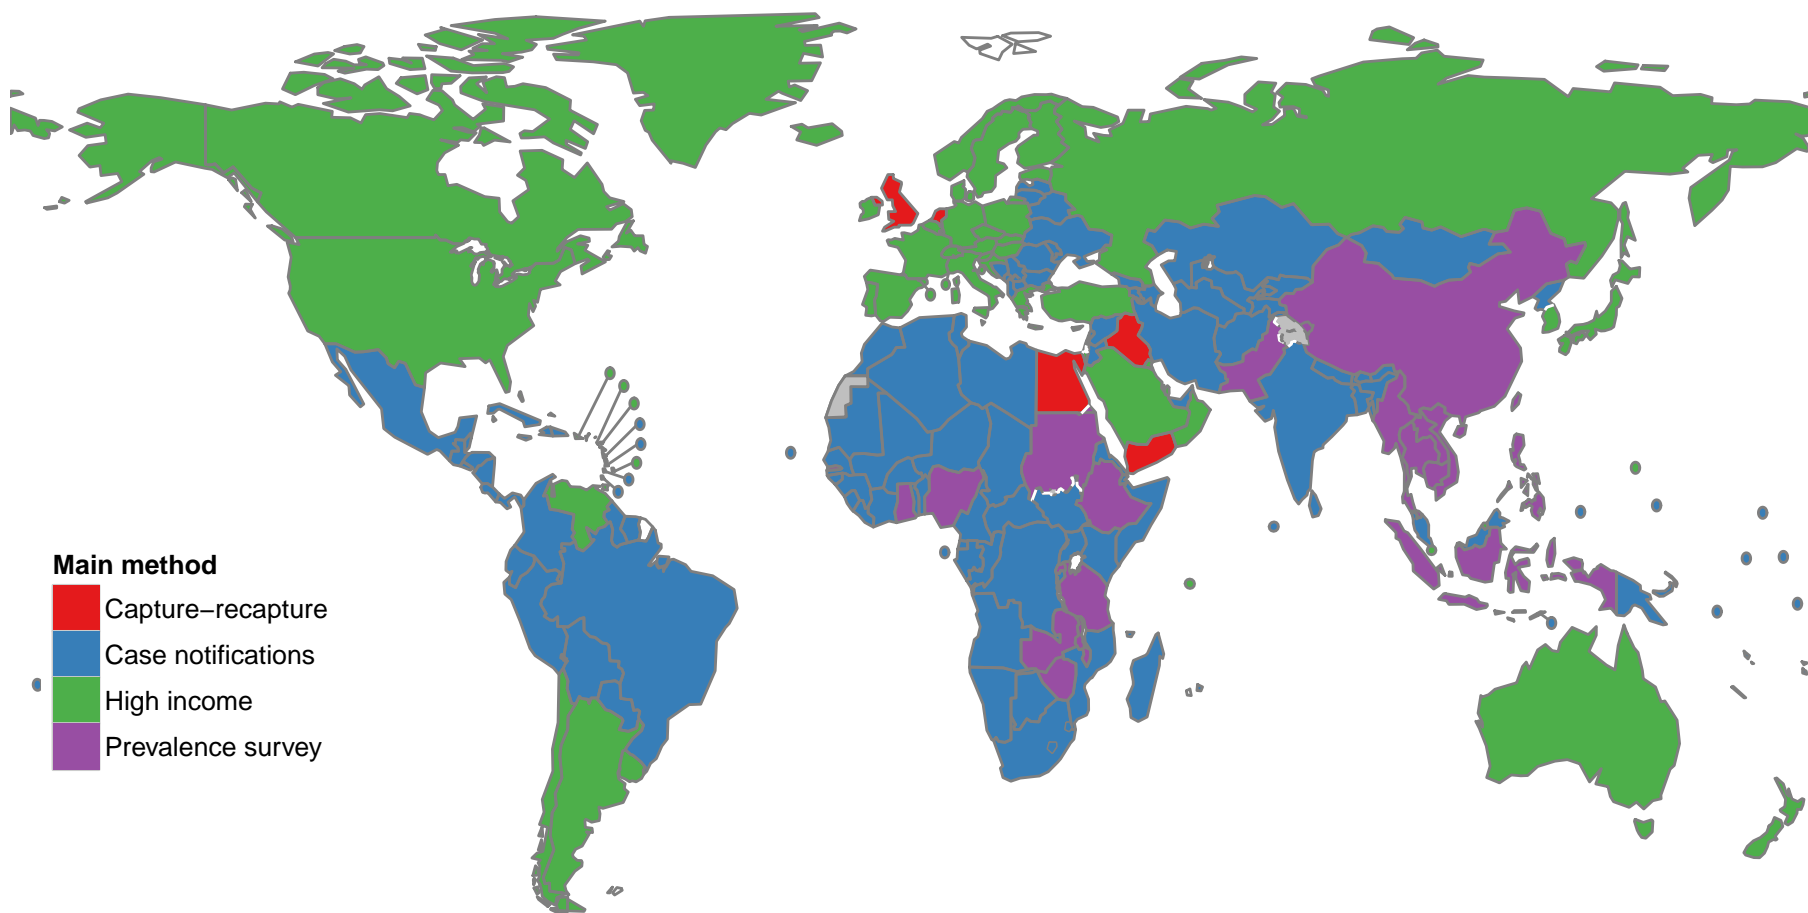 Main method
Capture−recapture
Case notifications
High income
Prevalence survey